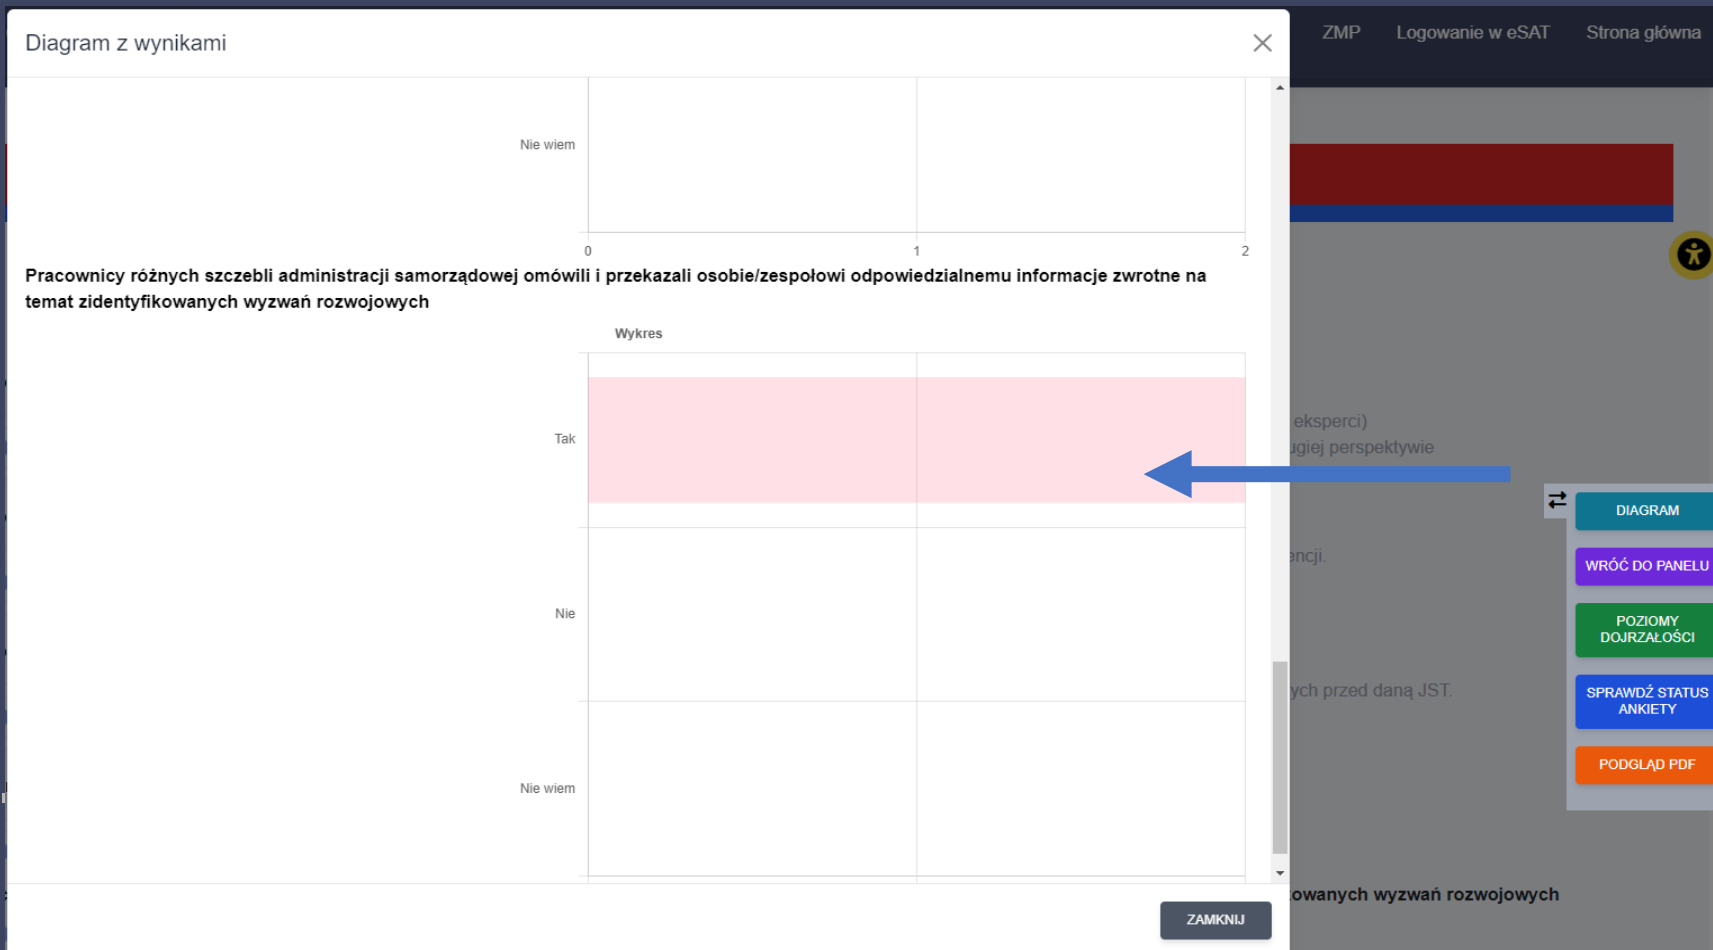 Diagram z wynikami
ZMP Logowanie w eSAT Strona główna
Nie wiem
0 1 2
Pracownicy różnych szczebli administracji samorządowej omówili i przekazali osobie/zespołowi odpowiedzialnemu informacje zwrotne na
temat zidentyfikowanych wyzwań rozwojowych
Wykres
Tak
Nie
Nie wiem
eksperci)
ugiej perspektywie
encji.
ych przed daną JST.
owanych wyzwań rozwojowych
DIAGRAM
WRÓĆ DO PANELU
POZIOMY
DOJRZAŁOŚCI
SPRAWDŹ STATUS
ANKIETY
PODGLĄD PDF
ZAMKNIJ